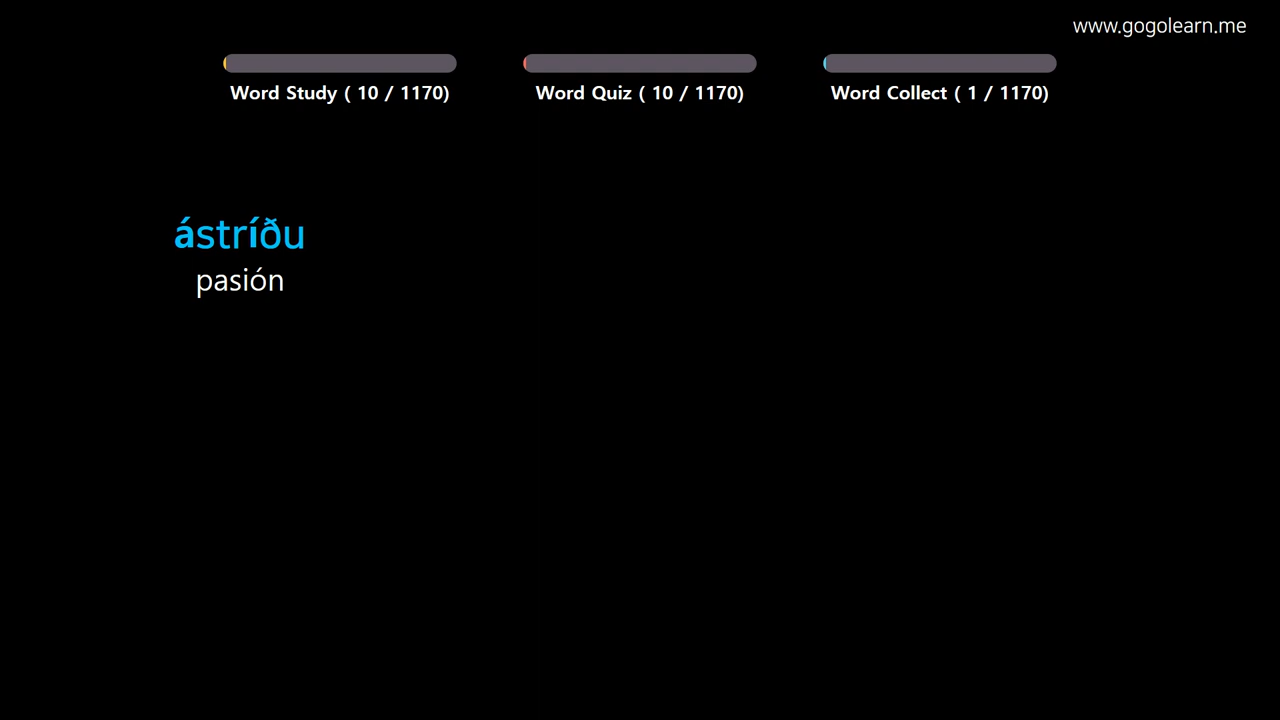 www.gogolearn.me
Word Study ( 10 / 1170)
Word Quiz ( 10 / 1170)
Word Collect ( 1 / 1170)
ástríðu
pasión